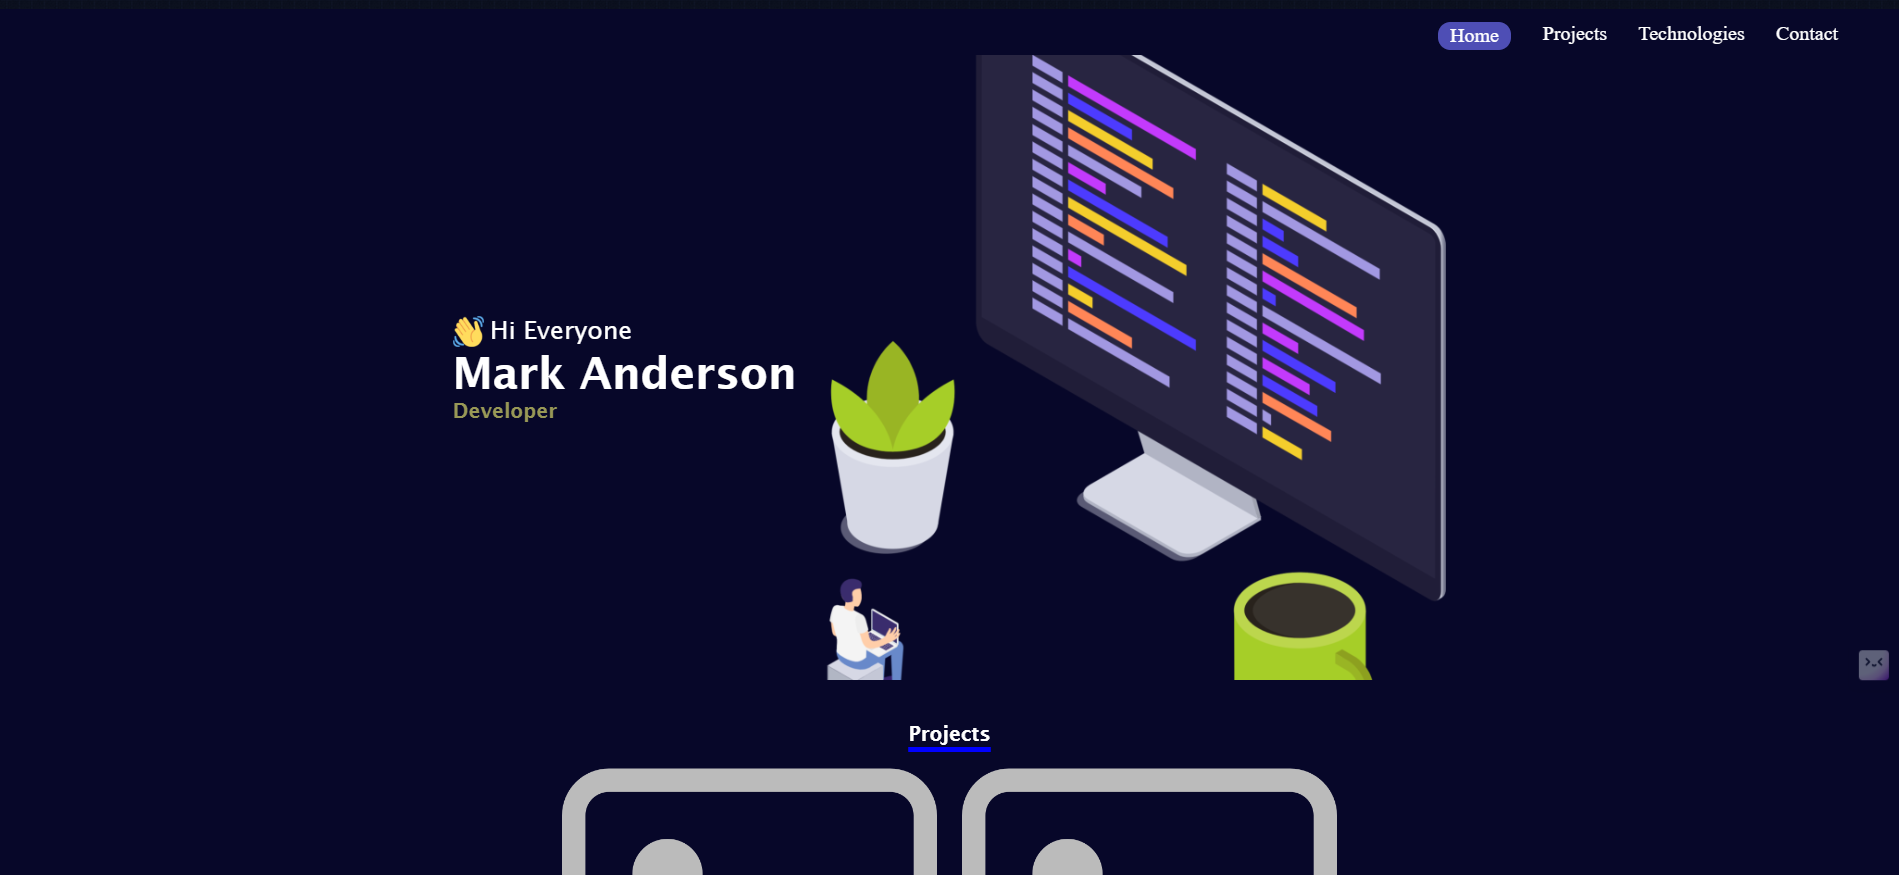 Home Projects Technologies Contact
👋 Hi Everyone
Mark Anderson
Developer
Projects